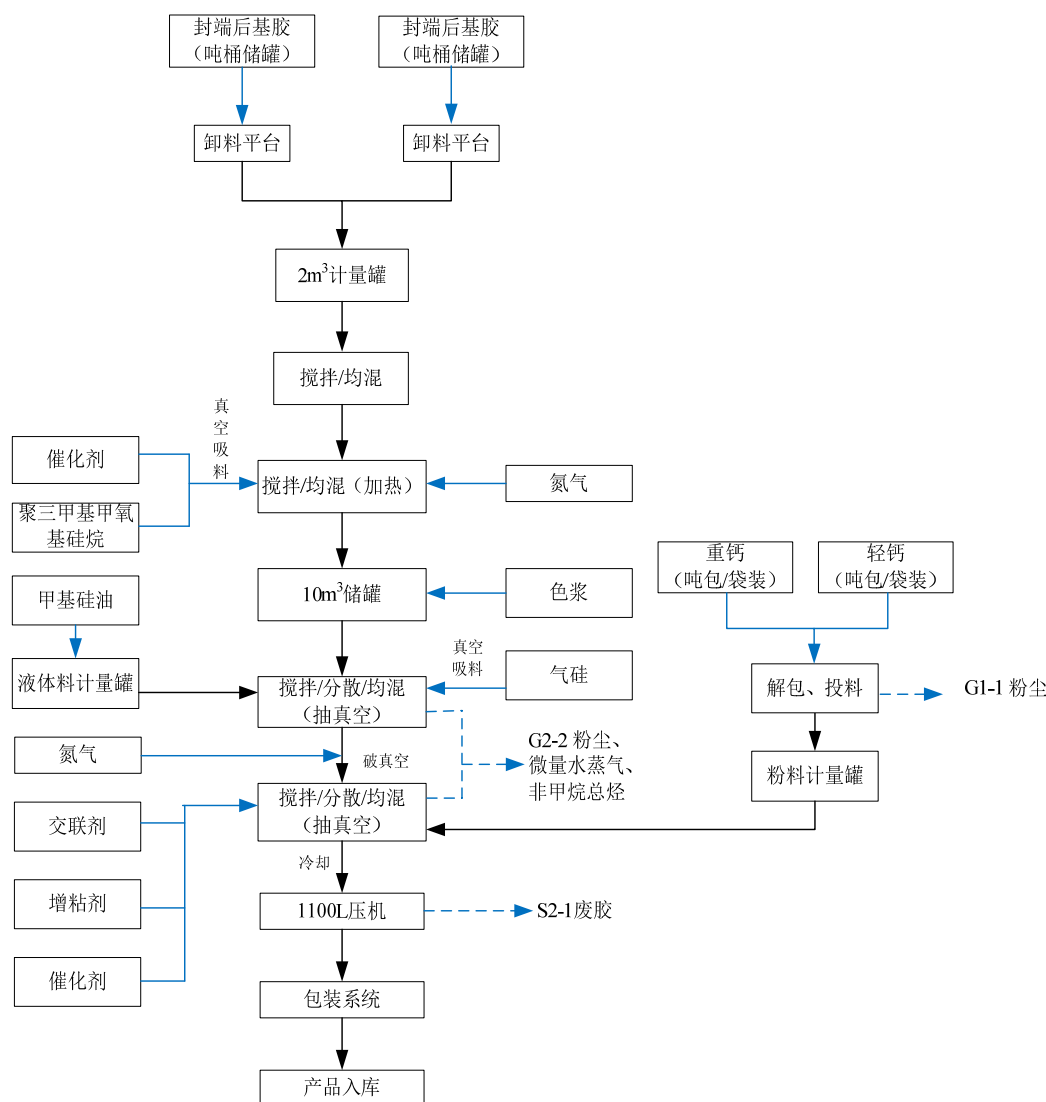 封端后基胶
（吨桶储罐）
封端后基胶
（吨桶储罐）
卸料平台
卸料平台
2m³计量罐
搅拌/均混
真
空
吸
料
催化剂
搅拌/均混（加热）
氮气
聚三甲基甲氧
基硅烷
重钙
（吨包/袋装）
轻钙
（吨包/袋装）
甲基硅油
10m³储罐
色浆
真空
吸料
液体料计量罐
搅拌/分散/均混
（抽真空）
气硅
解包、投料
G1-1 粉尘
氮气
破真空
G2-2 粉尘、
微量水蒸气、
非甲烷总烃
粉料计量罐
搅拌/分散/均混
（抽真空）
交联剂
冷却
增粘剂
1100L压机
S2-1废胶
催化剂
包装系统
产品入库